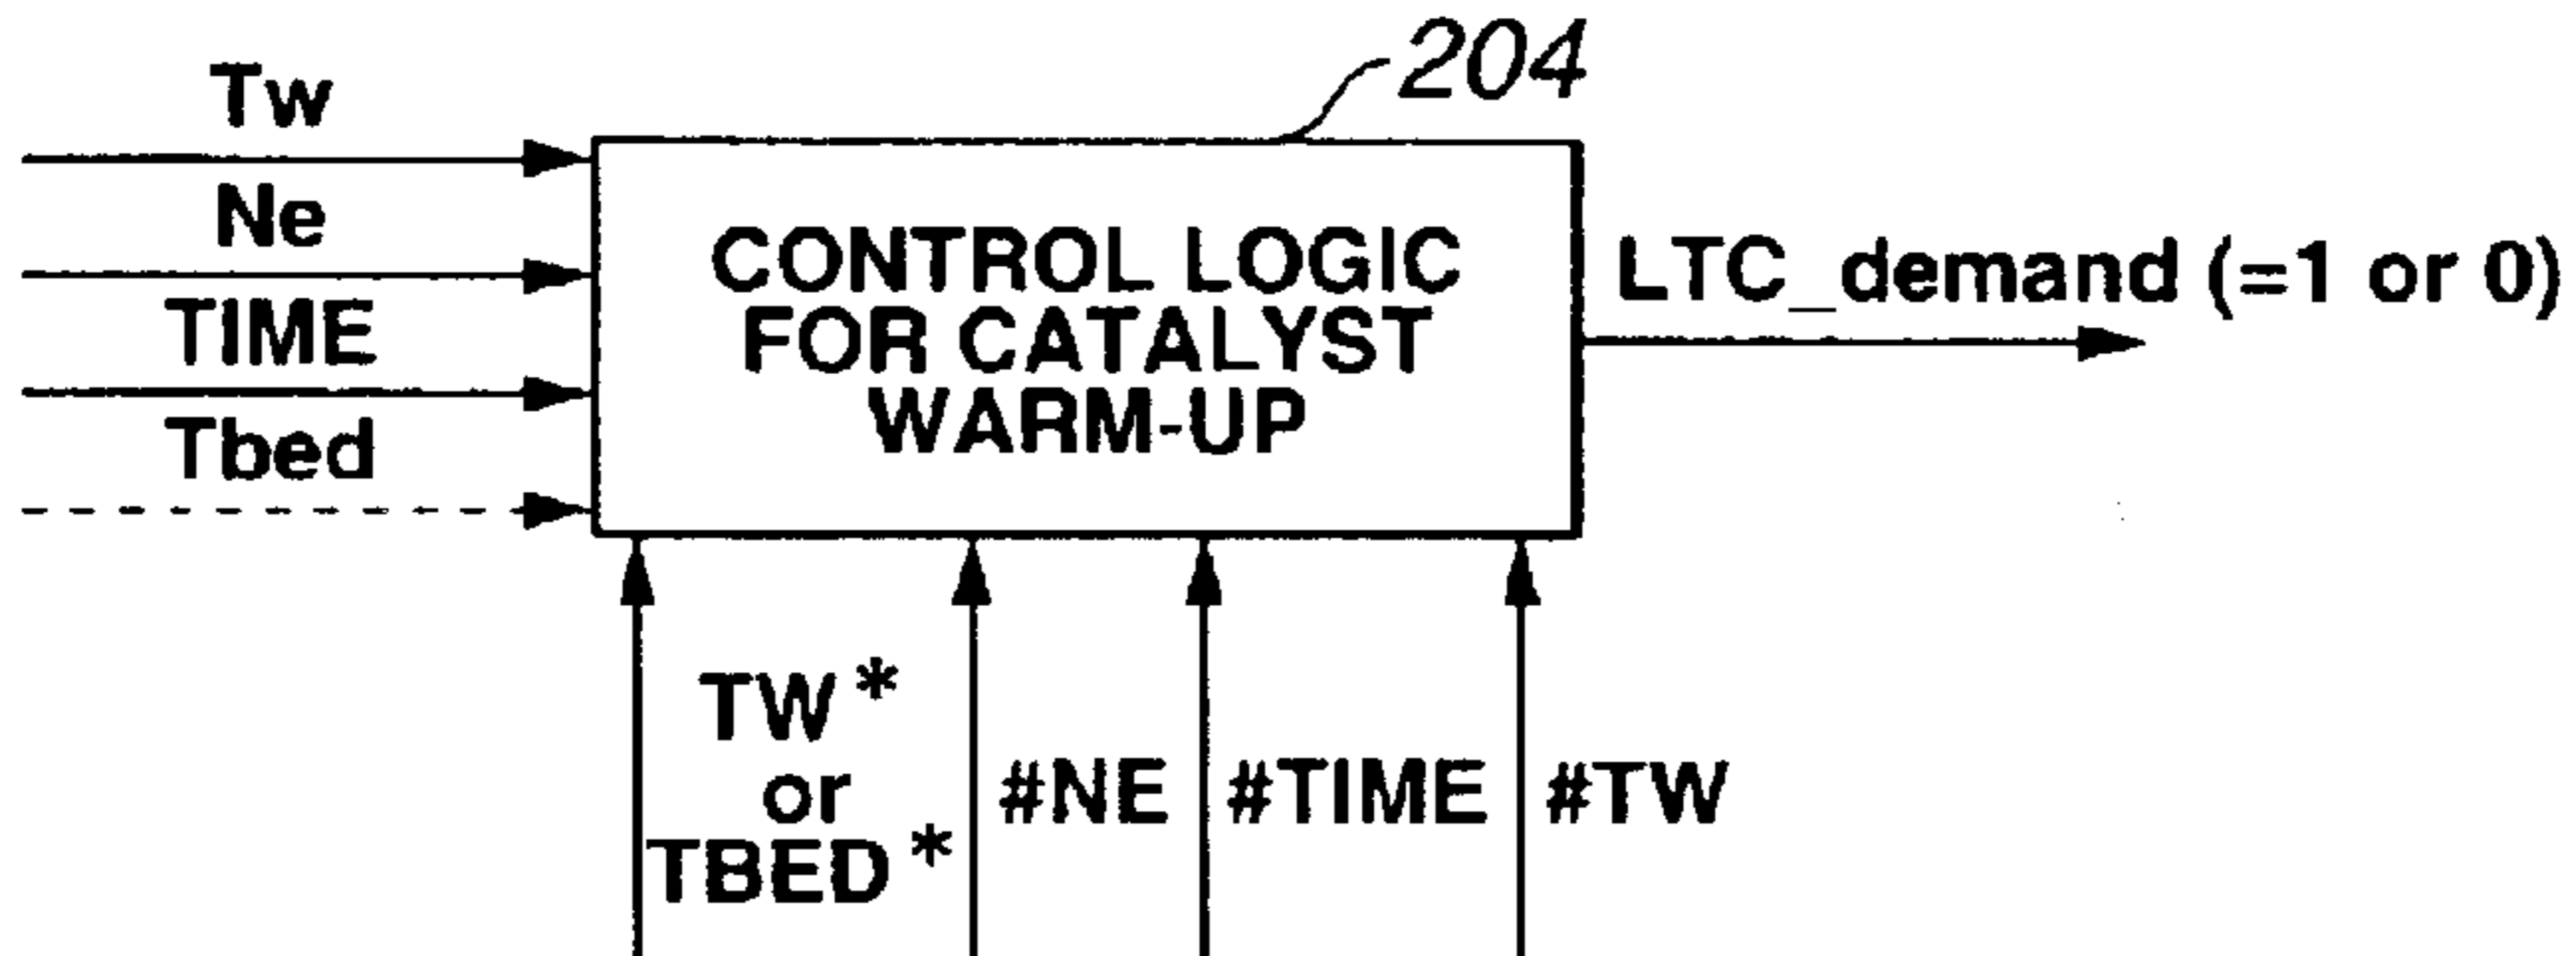 204
Tw
Ne
TIME
Tbed
CONTROL LOGIC
FOR CATALYST
WARM-UP
LTC_demand (=1 or 0)
TW*
or
TBED*
#NE
#TIME
#TW